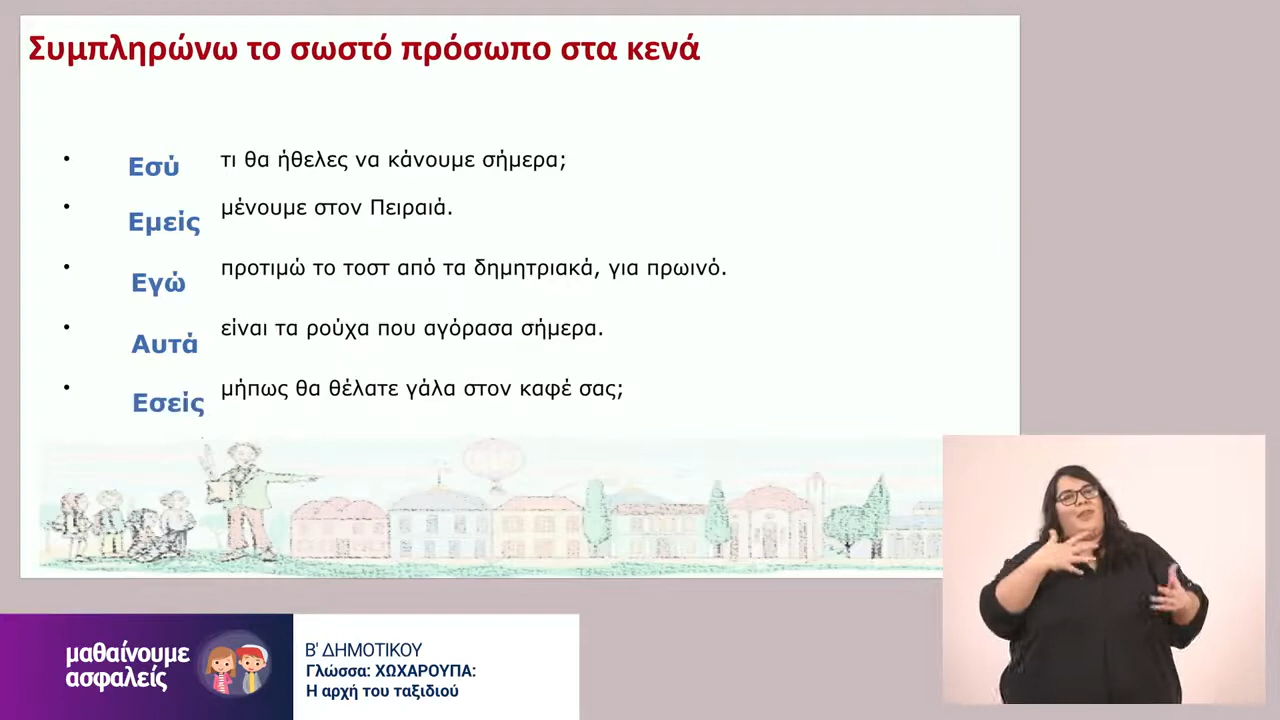 Συμπληρώνω το σωστό πρόσωπο στα κενά
• Εσύ τι θα ήθελες να κάνουμε σήμερα;
• Εμείς μένουμε στον Πειραιά.
• Εγώ προτιμώ το τοστ από τα δημητριακά, για πρωινό.
• Αυτά είναι τα ρούχα που αγόρασα σήμερα.
• Εσείς μήπως θα θέλατε γάλα στον καφέ σας;
μαθαίνουμε
ασφαλείς
Β' ΔΗΜΟΤΙΚΟΥ
Γλώσσα: ΧΩΧΑΡΟΥΠΑ:
Η αρχή του ταξιδιού